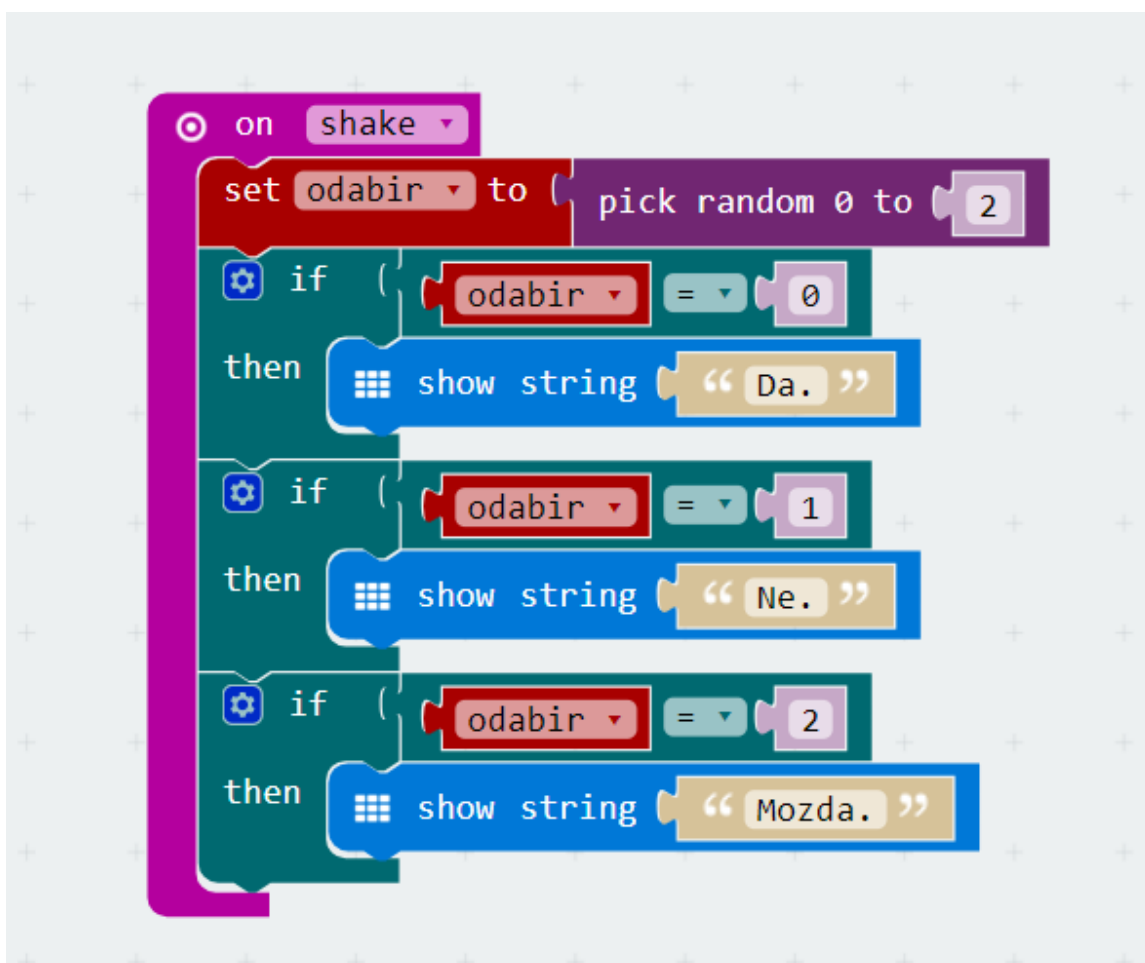 on shake
set odabir to pick random 0 to 2
if odabir = 0
then show string “ Da. ”
if odabir = 1
then show string “ Ne. ”
if odabir = 2
then show string “ Mozda. ”